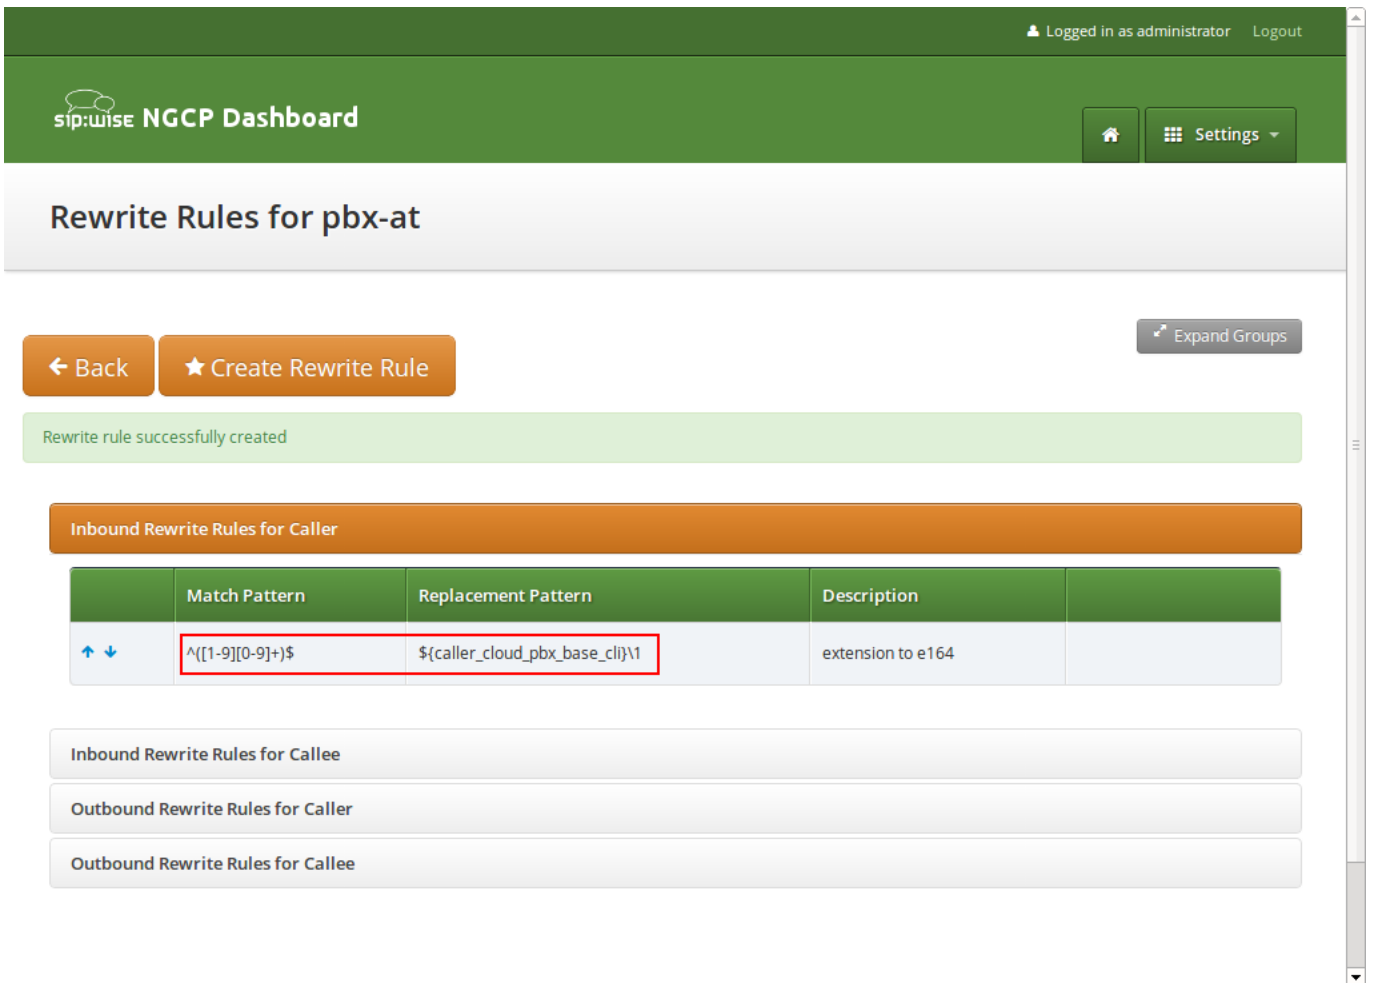 Logged in as administrator Logout
sip:wise NGCP Dashboard
Settings
Rewrite Rules for pbx-at
Expand Groups
Back Create Rewrite Rule
Rewrite rule successfully created
Inbound Rewrite Rules for Caller
Match Pattern Replacement Pattern Description
^([1-9][0-9]+)$ ${caller_cloud_pbx_base_cli}\1 extension to e164
Inbound Rewrite Rules for Callee
Outbound Rewrite Rules for Caller
Outbound Rewrite Rules for Callee